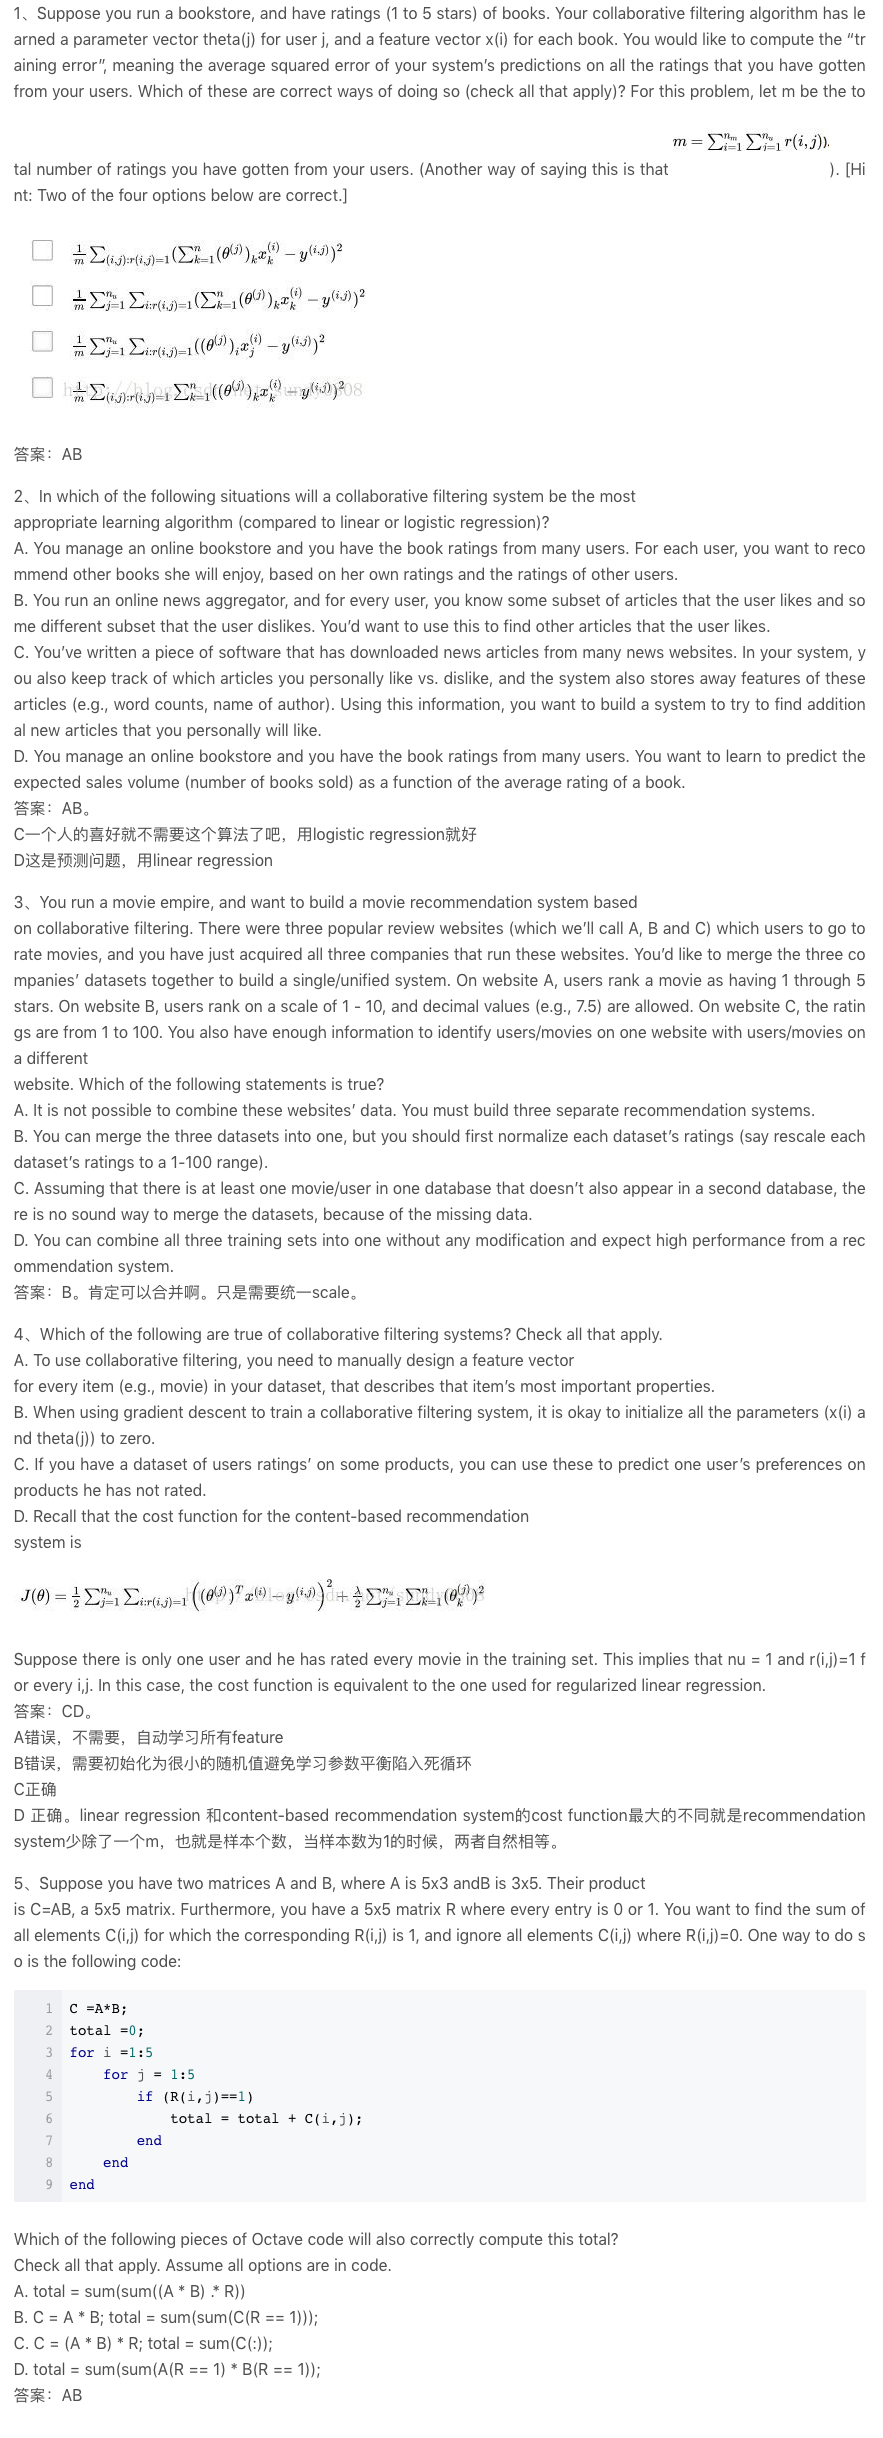 1、Suppose you run a bookstore, and have ratings (1 to 5 stars) of books. Your collaborative filtering algorithm has le
arned a parameter vector theta(j) for user j, and a feature vector x(i) for each book. You would like to compute the “tr
aining error”, meaning the average squared error of your system’s predictions on all the ratings that you have gotten
from your users. Which of these are correct ways of doing so (check all that apply)? For this problem, let m be the to
tal number of ratings you have gotten from your users. (Another way of saying this is that m = ∑_{i=1}^{n_m} ∑_{j=1}^{n_u} r(i,j)). ). [Hi
nt: Two of the four options below are correct.]
1/m ∑_{(i,j):r(i,j)=1} (∑_{k=1}^{n} (θ^{(j)})_k x_k^{(i)} − y^{(i,j)})^2
1/m ∑_{j=1}^{n_u} ∑_{i:r(i,j)=1} (∑_{k=1}^{n} (θ^{(j)})_k x_k^{(i)} − y^{(i,j)})^2
1/m ∑_{j=1}^{n_u} ∑_{i:r(i,j)=1} ((θ^{(j)})_i x_j^{(i)} − y^{(i,j)})^2
1/m ∑_{(i,j):r(i,j)=1} ∑_{k=1}^{n} ((θ^{(j)})_k x_k^{(i)} − y^{(i,j)})^2
答案：AB
2、In which of the following situations will a collaborative filtering system be the most
appropriate learning algorithm (compared to linear or logistic regression)?
A. You manage an online bookstore and you have the book ratings from many users. For each user, you want to reco
mmend other books she will enjoy, based on her own ratings and the ratings of other users.
B. You run an online news aggregator, and for every user, you know some subset of articles that the user likes and so
me different subset that the user dislikes. You’d want to use this to find other articles that the user likes.
C. You’ve written a piece of software that has downloaded news articles from many news websites. In your system, y
ou also keep track of which articles you personally like vs. dislike, and the system also stores away features of these
articles (e.g., word counts, name of author). Using this information, you want to build a system to try to find addition
al new articles that you personally will like.
D. You manage an online bookstore and you have the book ratings from many users. You want to learn to predict the
expected sales volume (number of books sold) as a function of the average rating of a book.
答案：AB。
C一个人的喜好就不需要这个算法了吧，用logistic regression就好
D这是预测问题，用linear regression
3、You run a movie empire, and want to build a movie recommendation system based
on collaborative filtering. There were three popular review websites (which we’ll call A, B and C) which users to go to
rate movies, and you have just acquired all three companies that run these websites. You’d like to merge the three co
mpanies’ datasets together to build a single/unified system. On website A, users rank a movie as having 1 through 5
stars. On website B, users rank on a scale of 1 - 10, and decimal values (e.g., 7.5) are allowed. On website C, the ratin
gs are from 1 to 100. You also have enough information to identify users/movies on one website with users/movies on
a different
website. Which of the following statements is true?
A. It is not possible to combine these websites’ data. You must build three separate recommendation systems.
B. You can merge the three datasets into one, but you should first normalize each dataset’s ratings (say rescale each
dataset’s ratings to a 1-100 range).
C. Assuming that there is at least one movie/user in one database that doesn’t also appear in a second database, the
re is no sound way to merge the datasets, because of the missing data.
D. You can combine all three training sets into one without any modification and expect high performance from a rec
ommendation system.
答案：B。肯定可以合并啊。只是需要统一scale。
4、Which of the following are true of collaborative filtering systems? Check all that apply.
A. To use collaborative filtering, you need to manually design a feature vector
for every item (e.g., movie) in your dataset, that describes that item’s most important properties.
B. When using gradient descent to train a collaborative filtering system, it is okay to initialize all the parameters (x(i) a
nd theta(j)) to zero.
C. If you have a dataset of users ratings’ on some products, you can use these to predict one user’s preferences on
products he has not rated.
D. Recall that the cost function for the content-based recommendation
system is
J(θ) = 1/2 ∑_{j=1}^{n_u} ∑_{i:r(i,j)=1} ((θ^{(j)})^T x^{(i)} − y^{(i,j)})^2 + λ/2 ∑_{j=1}^{n_u} ∑_{k=1}^{n} (θ_k^{(j)})^2
Suppose there is only one user and he has rated every movie in the training set. This implies that nu = 1 and r(i,j)=1 f
or every i,j. In this case, the cost function is equivalent to the one used for regularized linear regression.
答案：CD。
A错误，不需要，自动学习所有feature
B错误，需要初始化为很小的随机值避免学习参数平衡陷入死循环
C正确
D 正确。linear regression 和content-based recommendation system的cost function最大的不同就是recommendation
system少除了一个m，也就是样本个数，当样本数为1的时候，两者自然相等。
5、Suppose you have two matrices A and B, where A is 5x3 andB is 3x5. Their product
is C=AB, a 5x5 matrix. Furthermore, you have a 5x5 matrix R where every entry is 0 or 1. You want to find the sum of
all elements C(i,j) for which the corresponding R(i,j) is 1, and ignore all elements C(i,j) where R(i,j)=0. One way to do s
o is the following code:
1 C =A*B;
2 total =0;
3 for i =1:5
4 for j = 1:5
5 if (R(i,j)==1)
6 total = total + C(i,j);
7 end
8 end
9 end
Which of the following pieces of Octave code will also correctly compute this total?
Check all that apply. Assume all options are in code.
A. total = sum(sum((A * B) .* R))
B. C = A * B; total = sum(sum(C(R == 1)));
C. C = (A * B) * R; total = sum(C(:));
D. total = sum(sum(A(R == 1) * B(R == 1));
答案：AB